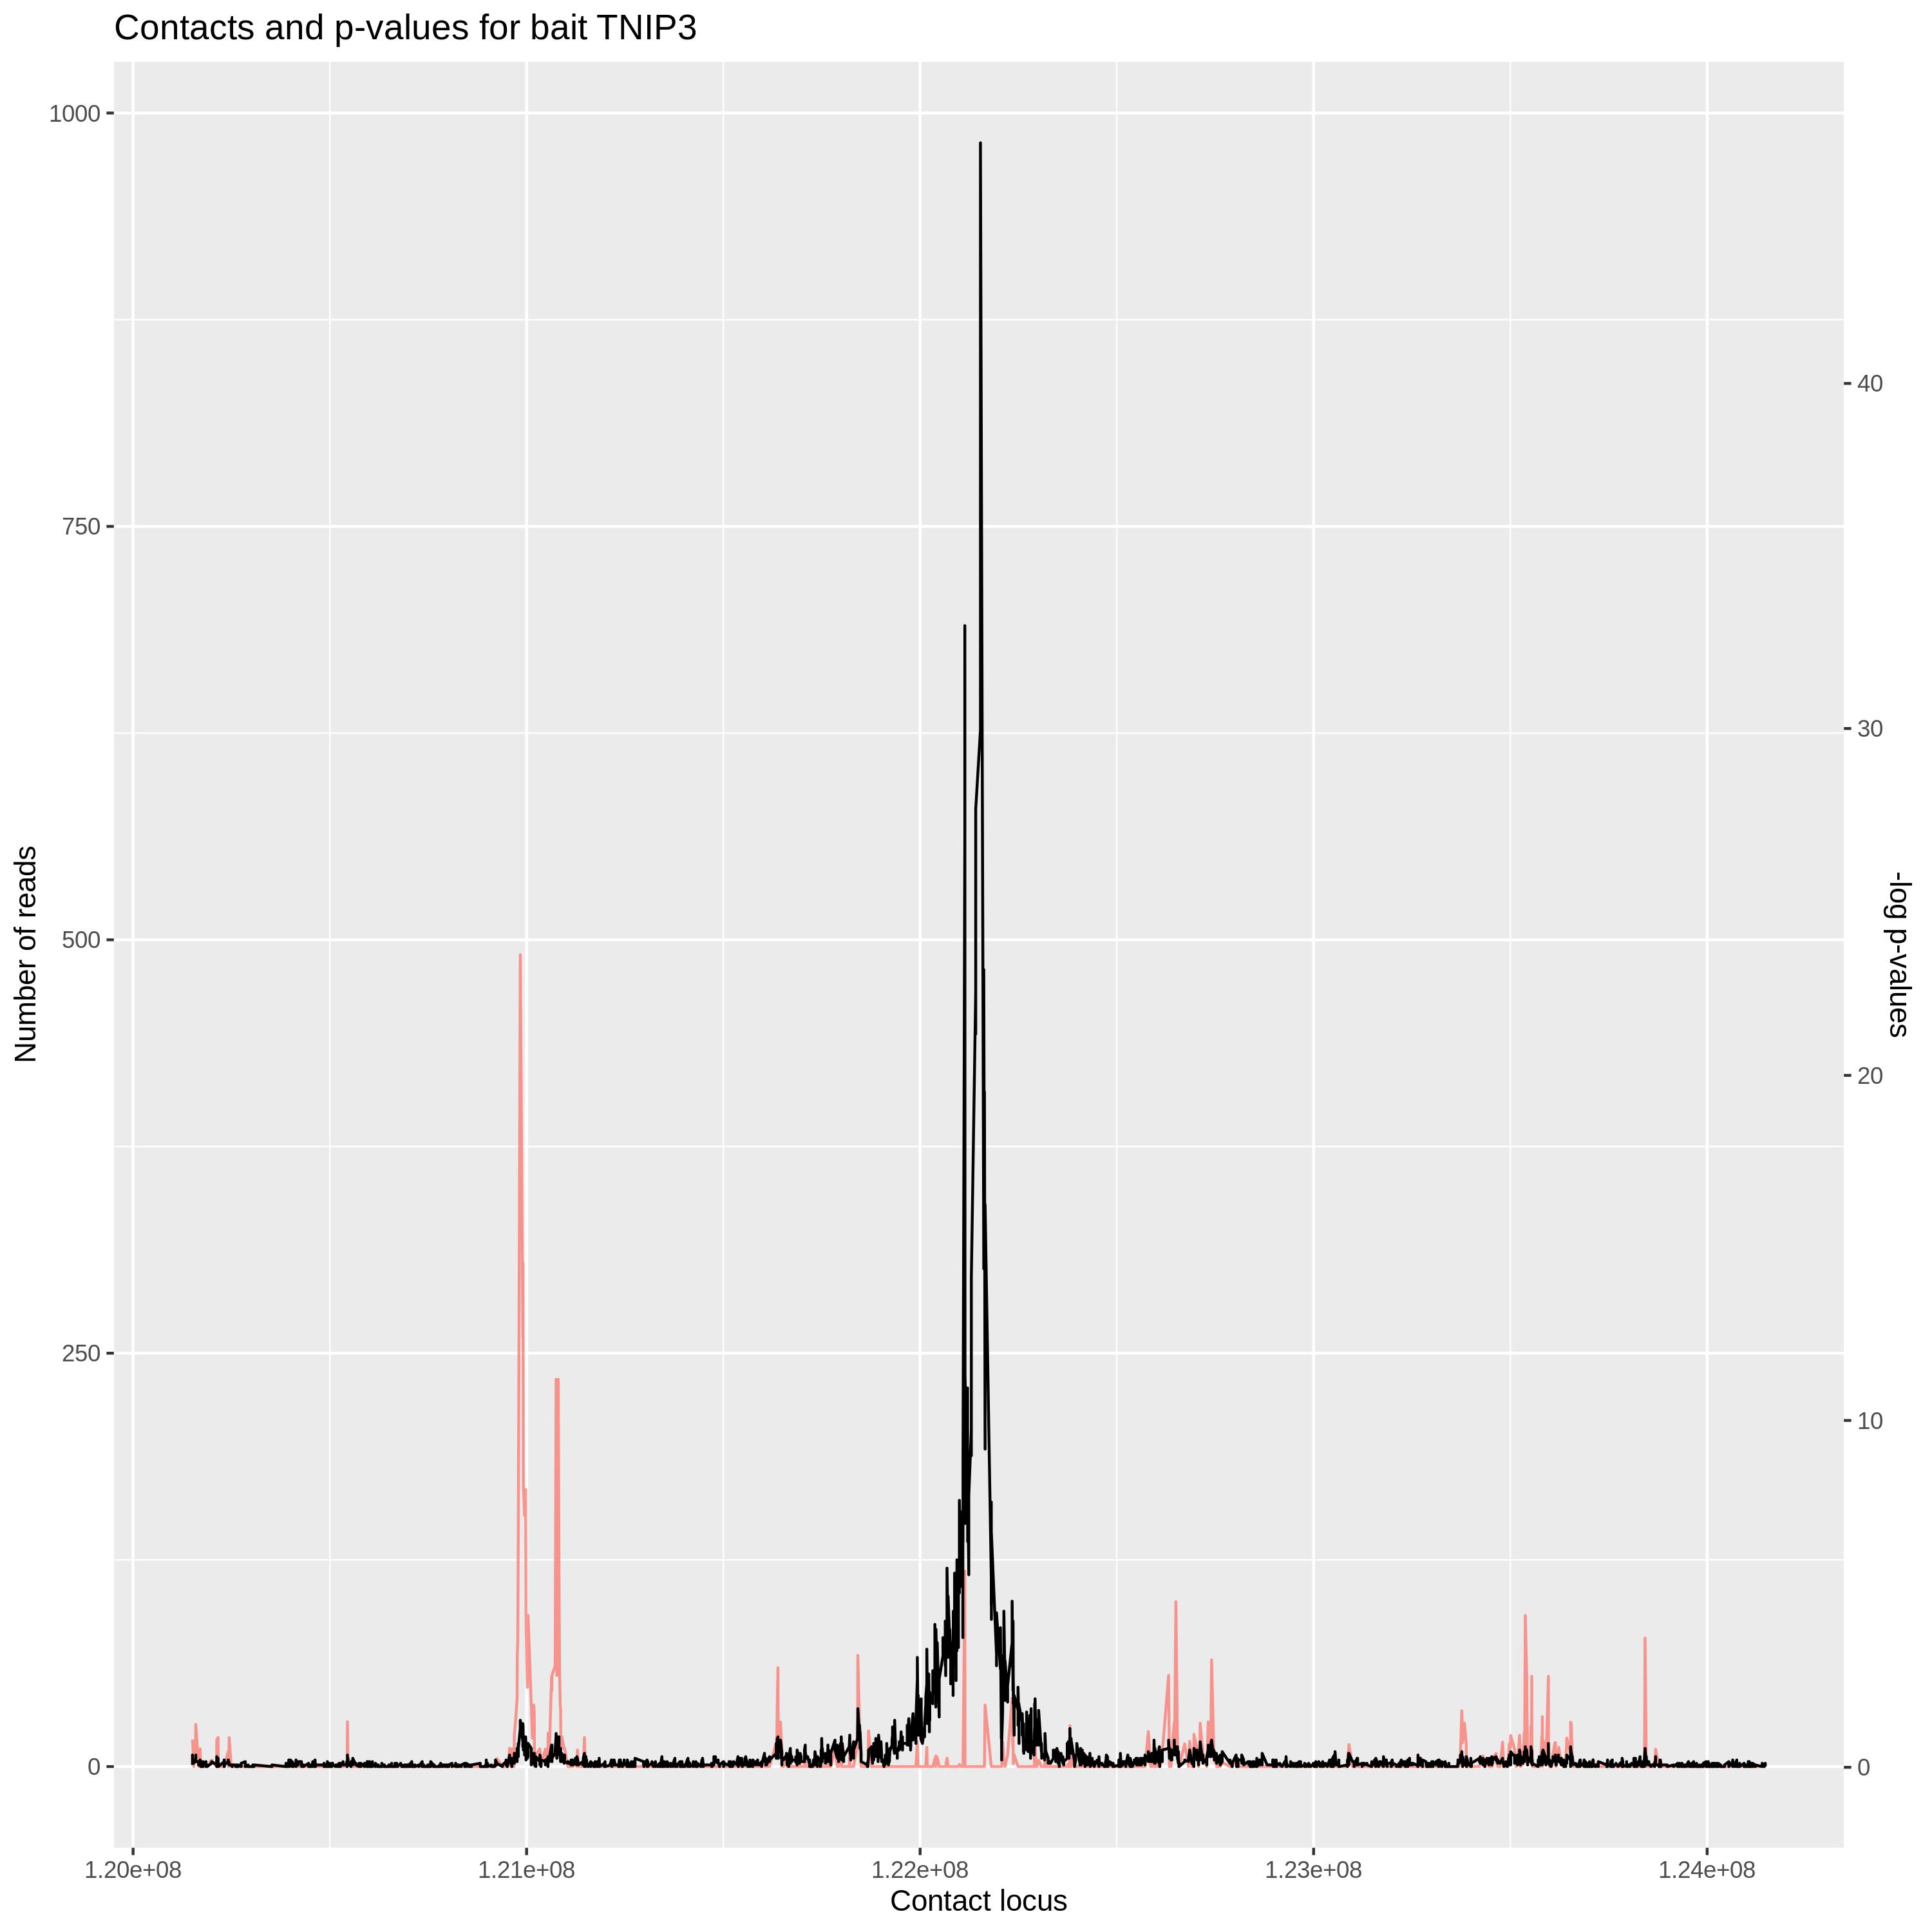 Contacts and p-values for bait TNIP3
1000
750
500
250
0
Number of reads
40
30
20
10
0
-log p-values
1.20e+08
1.21e+08
1.22e+08
1.23e+08
1.24e+08
Contact locus